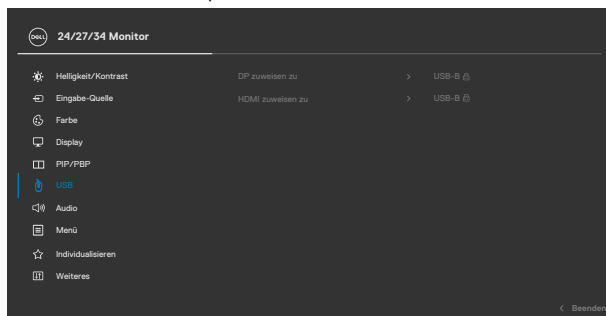 DELL 24/27/34 Monitor
Helligkeit/Kontrast DP zuweisen zu > USB-B
Eingabe-Quelle HDMI zuweisen zu > USB-B
Farbe
Display
PIP/PBP
USB
Audio
Menü
Individualisieren
Weiteres
< Beenden